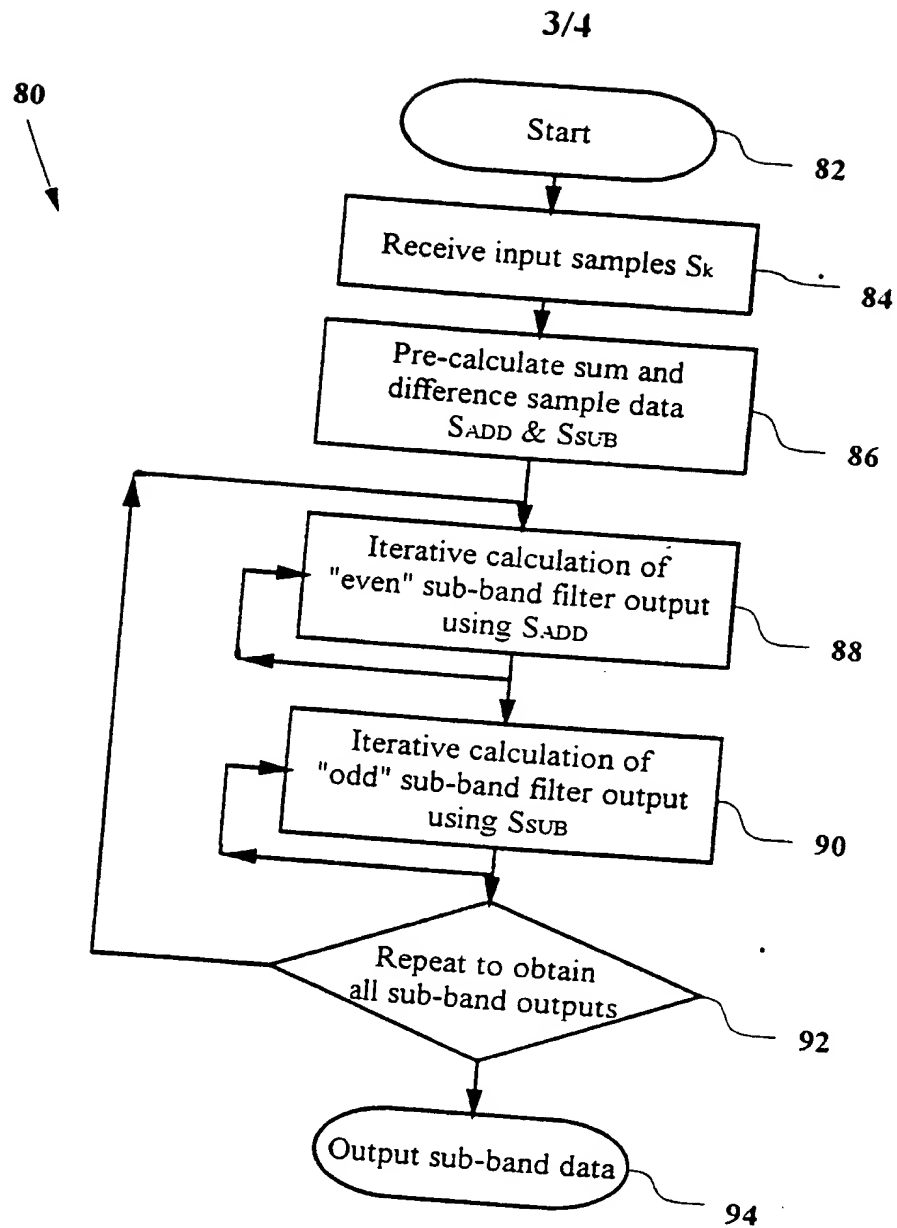 3/4
80
Start
82
Receive input samples Sk
84
Pre-calculate sum and
difference sample data
SADD & SSUB
86
Iterative calculation of
"even" sub-band filter output
using SADD
88
Iterative calculation of
"odd" sub-band filter output
using SSUB
90
Repeat to obtain
all sub-band outputs
92
Output sub-band data
94